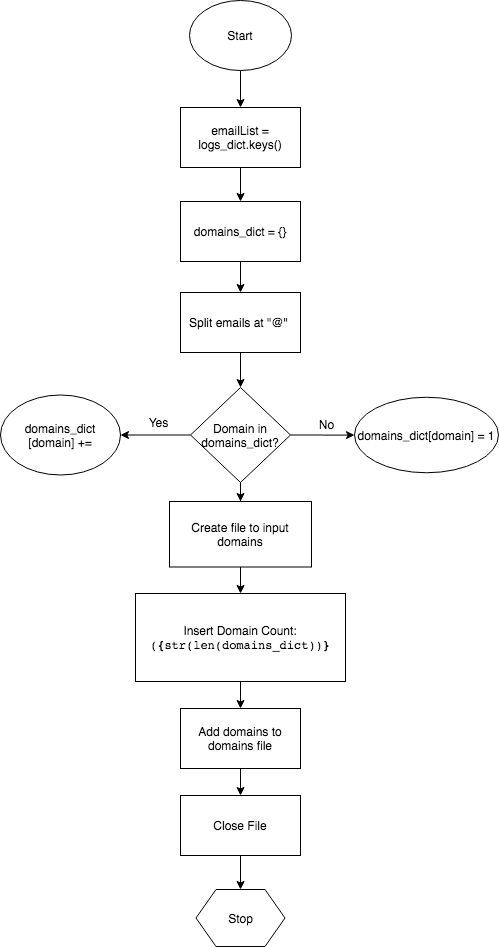 Start
emailList =
logs_dict.keys()
domains_dict = {}
Split emails at "@"
Domain in
domains_dict?
Yes
domains_dict
[domain] +=
No
domains_dict[domain] = 1
Create file to input
domains
Insert Domain Count:
({str(len(domains_dict))}
Add domains to
domains file
Close File
Stop